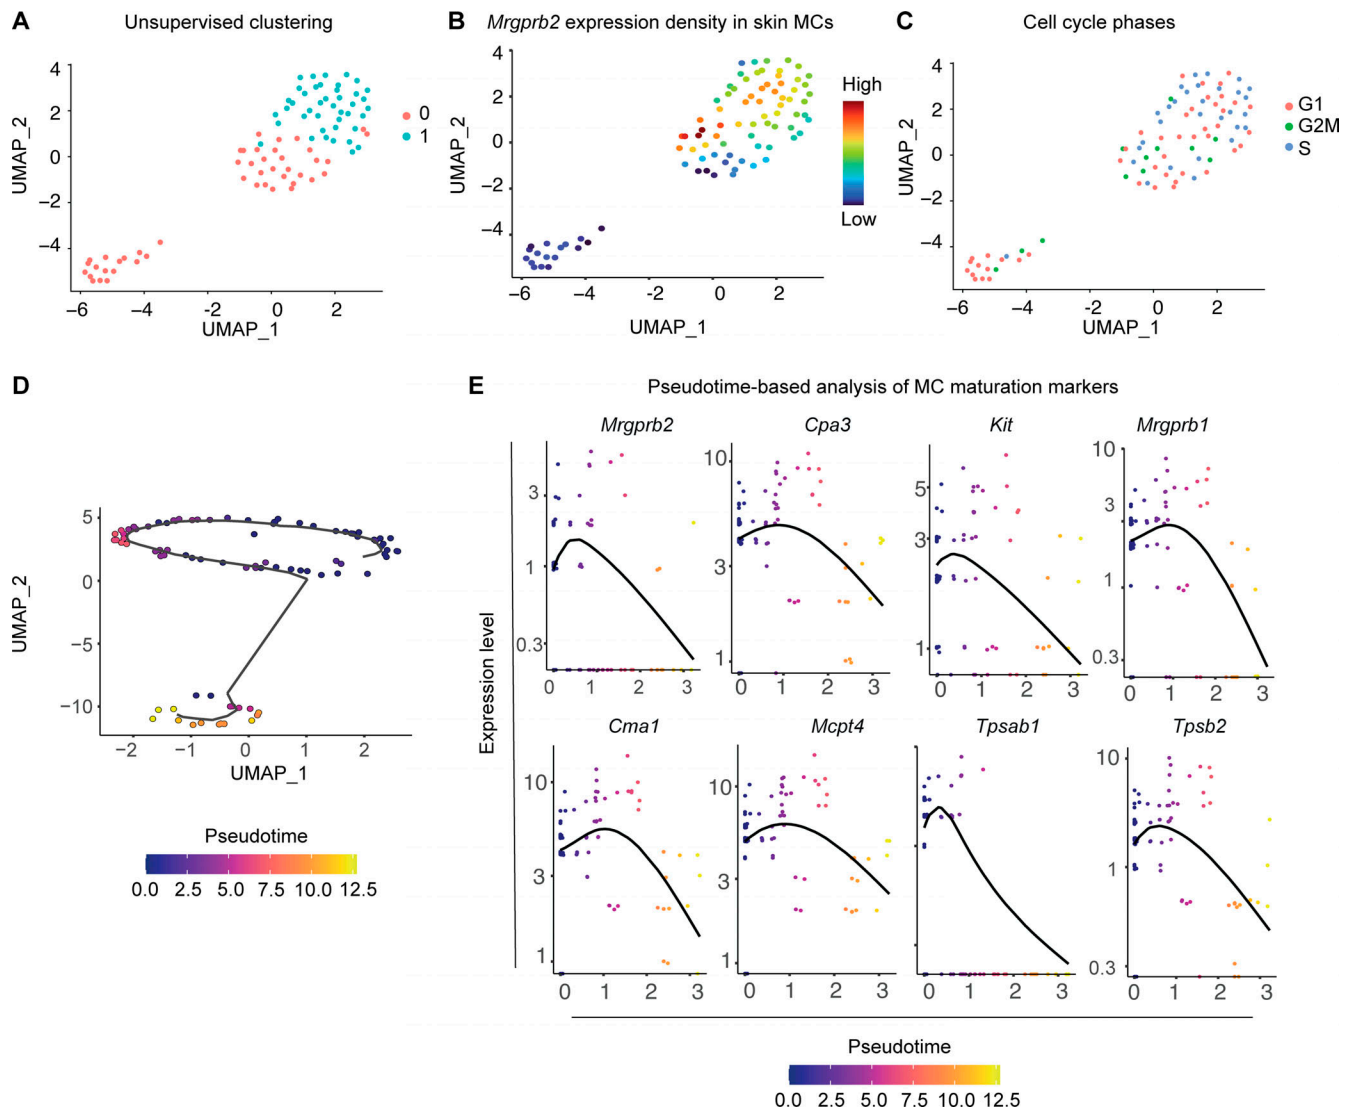 A Unsupervised clustering
4
2
0
−2
−4
UMAP_2
−6 −4 −2 0 2
UMAP_1
0
1
B Mrgprb2 expression density in skin MCs
4
2
0
−2
−4
UMAP_2
−6 −4 −2 0 2
UMAP_1
High
Low
C Cell cycle phases
4
2
0
−2
−4
UMAP_2
−6 −4 −2 0 2
UMAP_1
G1
G2M
S
D
5
0
−5
−10
UMAP_2
−2 −1 0 1 2
UMAP_1
Pseudotime
0.0 2.5 5.0 7.5 10.0 12.5
E Pseudotime-based analysis of MC maturation markers
Expression level
Mrgprb2
3
1
0.3
0 1 2 3
Cpa3
10
3
1
0 1 2 3
Kit
5
3
1
0 1 2 3
Mrgprb1
10
3
1
0.3
0 1 2 3
Cma1
10
3
1
0 1 2 3
Mcpt4
10
3
1
0 1 2 3
Tpsab1
0 1 2 3
Tpsb2
10
3
1
0.3
0 1 2 3
Pseudotime
0.0 2.5 5.0 7.5 10.0 12.5